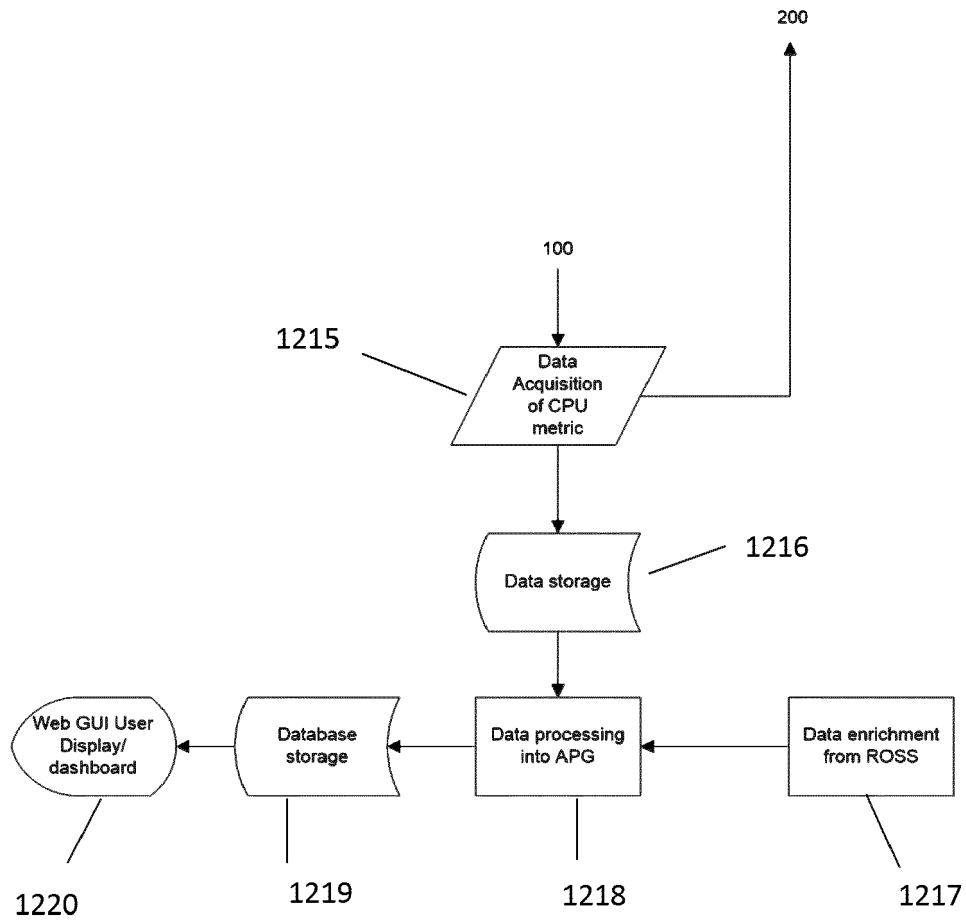 200
100
1215
Data
Acquisition
of CPU
metric
1216
Data storage
Web GUI User
Display/
dashboard
Database
storage
Data processing
into APG
Data enrichment
from ROSS
1220
1219
1218
1217